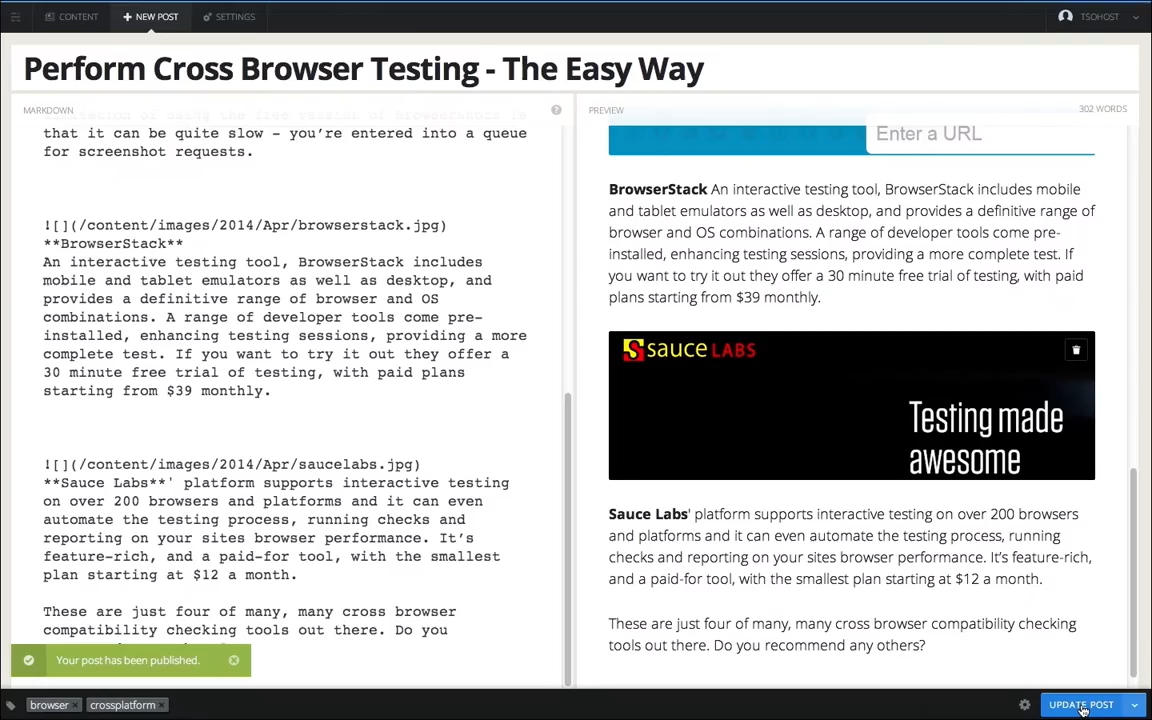 CONTENT
NEW POST
SETTINGS
TSOHOST
Perform Cross Browser Testing - The Easy Way
MARKDOWN
that it can be quite slow – you're entered into a queue
for screenshot requests.
![](/content/images/2014/Apr/browserstack.jpg)
**BrowserStack**
An interactive testing tool, BrowserStack includes
mobile and tablet emulators as well as desktop, and
provides a definitive range of browser and OS
combinations. A range of developer tools come pre-
installed, enhancing testing sessions, providing a more
complete test. If you want to try it out they offer a
30 minute free trial of testing, with paid plans
starting from $39 monthly.
![](/content/images/2014/Apr/saucelabs.jpg)
**Sauce Labs**' platform supports interactive testing
on over 200 browsers and platforms and it can even
automate the testing process, running checks and
reporting on your sites browser performance. It's
feature-rich, and a paid-for tool, with the smallest
plan starting at $12 a month.
These are just four of many, many cross browser
compatibility checking tools out there. Do you
Your post has been published.
PREVIEW
302 WORDS
Enter a URL
BrowserStack An interactive testing tool, BrowserStack includes mobile
and tablet emulators as well as desktop, and provides a definitive range of
browser and OS combinations. A range of developer tools come pre-
installed, enhancing testing sessions, providing a more complete test. If
you want to try it out they offer a 30 minute free trial of testing, with paid
plans starting from $39 monthly.
sauce LABS
Testing made
awesome
Sauce Labs' platform supports interactive testing on over 200 browsers
and platforms and it can even automate the testing process, running
checks and reporting on your sites browser performance. It's feature-rich,
and a paid-for tool, with the smallest plan starting at $12 a month.
These are just four of many, many cross browser compatibility checking
tools out there. Do you recommend any others?
browser ×
crossplatform ×
UPDATE POST